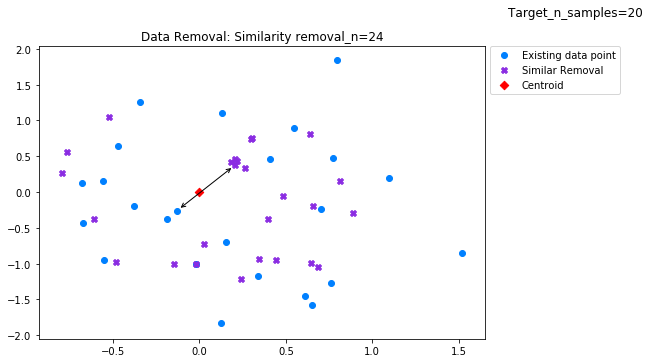 Target_n_samples=20
Data Removal: Similarity removal_n=24
2.0
1.5
1.0
0.5
0.0
−0.5
−1.0
−1.5
−2.0
−0.5
0.0
0.5
1.0
1.5
Existing data point
Similar Removal
Centroid